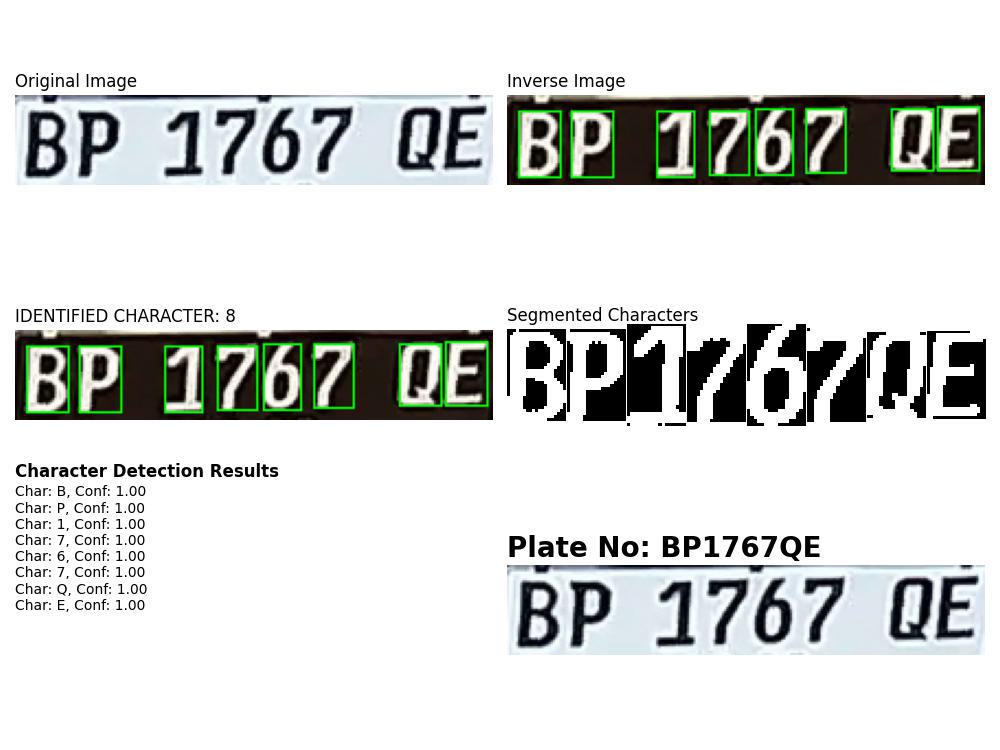 Original Image
BP 1767 QE
Inverse Image
BP 1767 QE
IDENTIFIED CHARACTER: 8
BP 1767 QE
Segmented Characters
BP1767QE
Character Detection Results
Char: B, Conf: 1.00
Char: P, Conf: 1.00
Char: 1, Conf: 1.00
Char: 7, Conf: 1.00
Char: 6, Conf: 1.00
Char: 7, Conf: 1.00
Char: Q, Conf: 1.00
Char: E, Conf: 1.00
Plate No: BP1767QE
BP 1767 QE